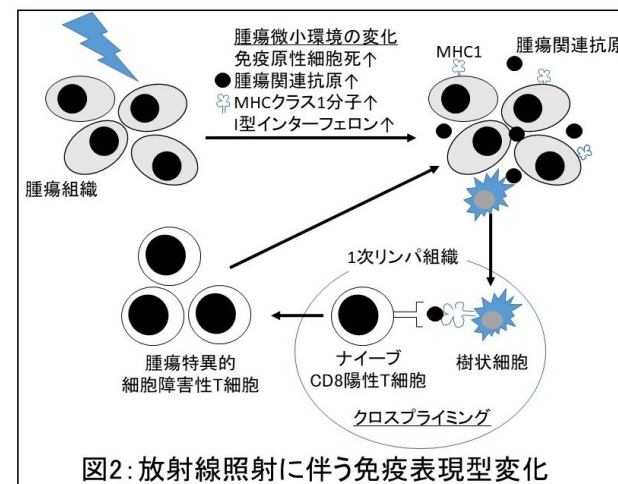 腫瘍微小環境の変化
免疫原性細胞死↑
腫瘍関連抗原↑
MHCクラス1分子↑
I型インターフェロン↑
MHC1
腫瘍関連抗原
腫瘍組織
1次リンパ組織
腫瘍特異的
細胞障害性T細胞
ナイーブ
CD8陽性T細胞
樹状細胞
クロスプライミング
図2:放射線照射に伴う免疫表現型変化